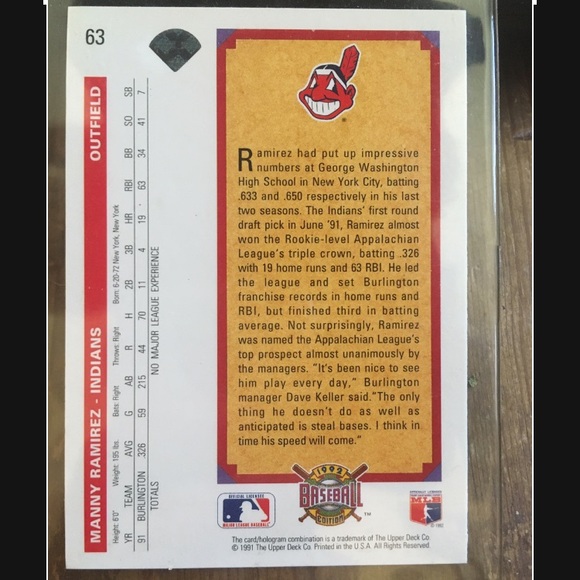 63
MANNY RAMIREZ - INDIANS OUTFIELD
Height: 6'0" Weight: 195 lbs. Bats: Right Throws: Right Born: 6-20-72 New York, New York
YR TEAM AVG G AB R H 2B 3B HR RBI BB SO SB
91 BURLINGTON .326 59 215 44 70 11 4 19 63 34 41 7
TOTALS NO MAJOR LEAGUE EXPERIENCE
Ramirez had put up impressive
numbers at George Washington
High School in New York City, batting
.633 and .650 respectively in his last
two seasons. The Indians' first round
draft pick in June '91, Ramirez almost
won the Rookie-level Appalachian
League's triple crown, batting .326
with 19 home runs and 63 RBI. He led
the league and set Burlington
franchise records in home runs and
RBI, but finished third in batting
average. Not surprisingly, Ramirez
was named the Appalachian League's
top prospect almost unanimously by
the managers. "It's been nice to see
him play every day," Burlington
manager Dave Keller said."The only
thing he doesn't do as well as
anticipated is steal bases. I think in
time his speed will come."
OFFICIAL LICENSEE
MAJOR LEAGUE BASEBALL
1992
BASEBALL
EDITION
TM
MLB
The card/hologram combination is a trademark of The Upper Deck Co.
© 1991 The Upper Deck Co. Printed in the U.S.A. All Rights Reserved.